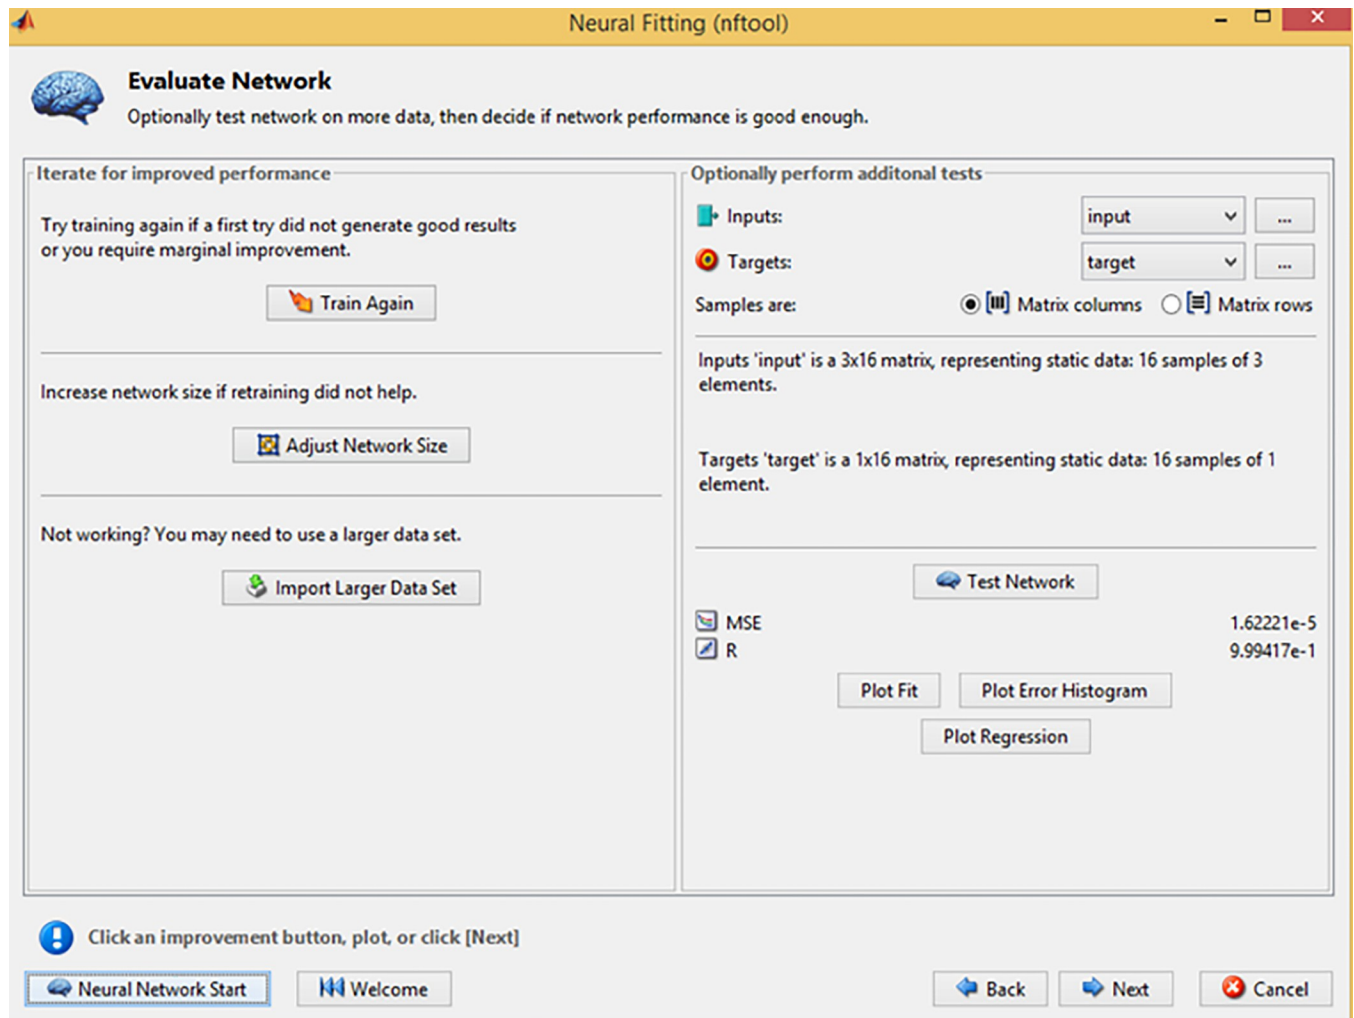 Neural Fitting (nftool)
Evaluate Network
Optionally test network on more data, then decide if network performance is good enough.
Iterate for improved performance
Try training again if a first try did not generate good results
or you require marginal improvement.
Train Again
Increase network size if retraining did not help.
Adjust Network Size
Not working? You may need to use a larger data set.
Import Larger Data Set
Optionally perform additonal tests
Inputs: input ...
Targets: target ...
Samples are: Matrix columns Matrix rows
Inputs 'input' is a 3x16 matrix, representing static data: 16 samples of 3
elements.
Targets 'target' is a 1x16 matrix, representing static data: 16 samples of 1
element.
Test Network
MSE 1.62221e-5
R 9.99417e-1
Plot Fit Plot Error Histogram
Plot Regression
Click an improvement button, plot, or click [Next]
Neural Network Start Welcome Back Next Cancel